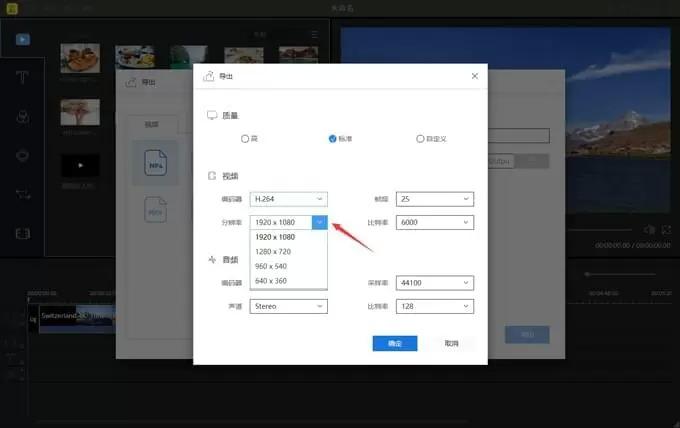 未命名
导出
质量
高
标准
自定义
视频
MP4
视频
编码器 H.264
帧率 25
分辨率 1920 x 1080
比特率 6000
1920 x 1080
1280 x 720
960 x 540
640 x 360
音频
编码器
采样率 44100
声道 Stereo
比特率 128
确定
取消
00:00:00.00 / 00:00:00.00
Switzerland